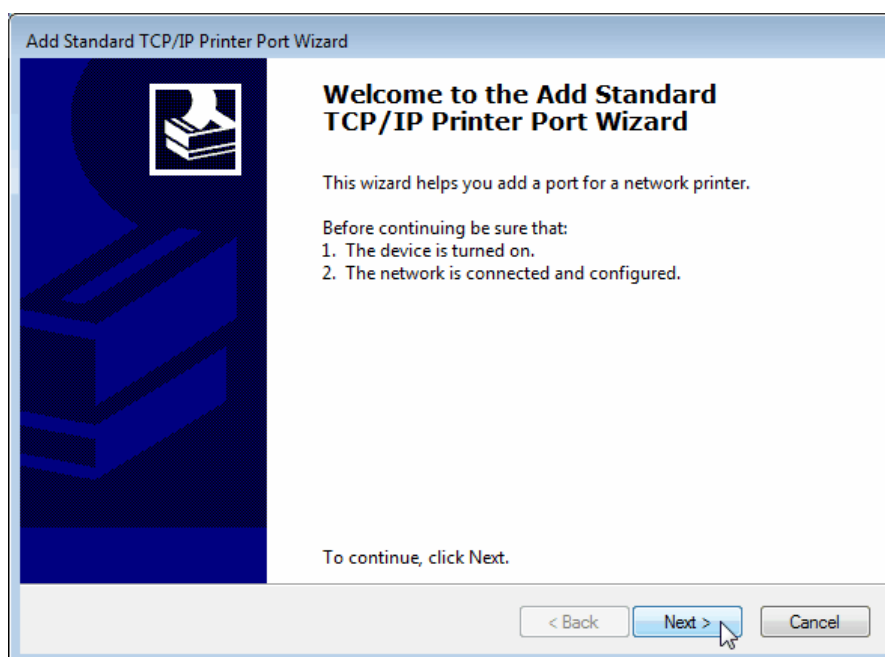 Add Standard TCP/IP Printer Port Wizard
Welcome to the Add Standard
TCP/IP Printer Port Wizard
This wizard helps you add a port for a network printer.
Before continuing be sure that:
1. The device is turned on.
2. The network is connected and configured.
To continue, click Next.
< Back Next > Cancel